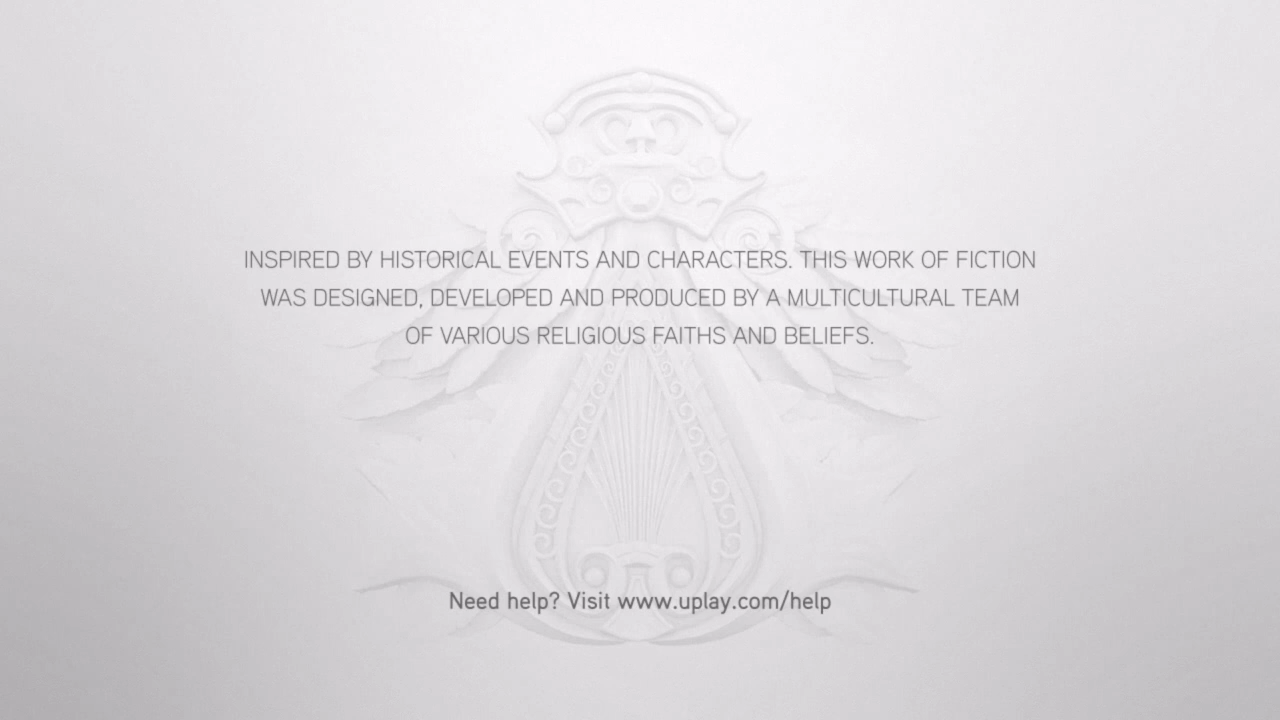 INSPIRED BY HISTORICAL EVENTS AND CHARACTERS. THIS WORK OF FICTION
WAS DESIGNED, DEVELOPED AND PRODUCED BY A MULTICULTURAL TEAM
OF VARIOUS RELIGIOUS FAITHS AND BELIEFS.
Need help? Visit www.uplay.com/help